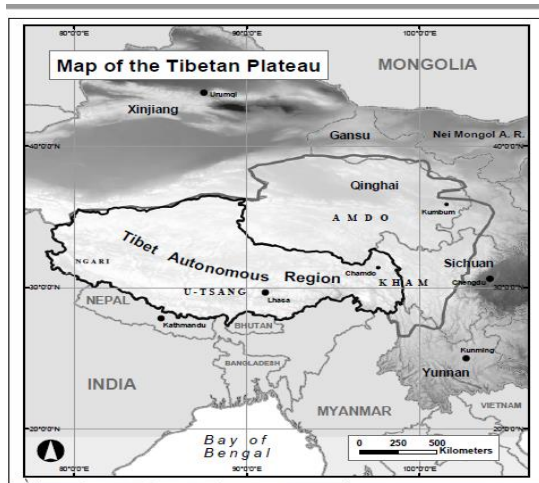 80°0'0"E
90°0'0"E
100°0'0"E
Map of the Tibetan Plateau
MONGOLIA
Urumqi
Xinjiang
Gansu
Nei Mongol A. R.
40°0'0"N
40°0'0"N
Qinghai
AMDO
Kumbum
Tibet Autonomous Region
NGARI
Chamdo
Sichuan
KHAM
Chengdu
30°0'0"N
30°0'0"N
U-TSANG
Lhasa
NEPAL
Kathmandu
BHUTAN
BANGLADESH
Kunming
Yunnan
INDIA
MYANMAR
VIETNAM
20°0'0"N
20°0'0"N
Bay of
Bengal
0 250 500
Kilometers
80°0'0"E
90°0'0"E
100°0'0"E